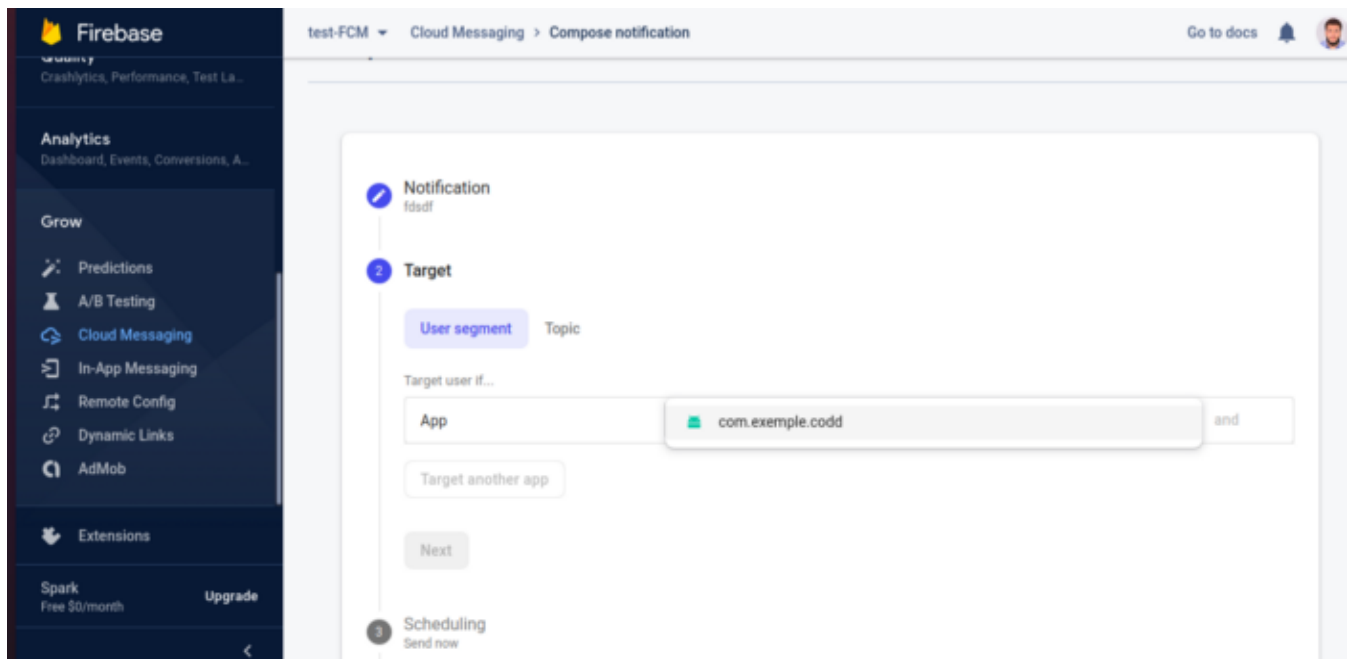 Firebase
test-FCM
Cloud Messaging > Compose notification
Go to docs
Quality
Crashlytics, Performance, Test La...
Analytics
Dashboard, Events, Conversions, A...
Grow
Predictions
A/B Testing
Cloud Messaging
In-App Messaging
Remote Config
Dynamic Links
AdMob
Extensions
Spark
Free $0/month
Upgrade
Notification
fdsdf
2
Target
User segment
Topic
Target user if...
App
com.exemple.codd
and
Target another app
Next
3
Scheduling
Send now